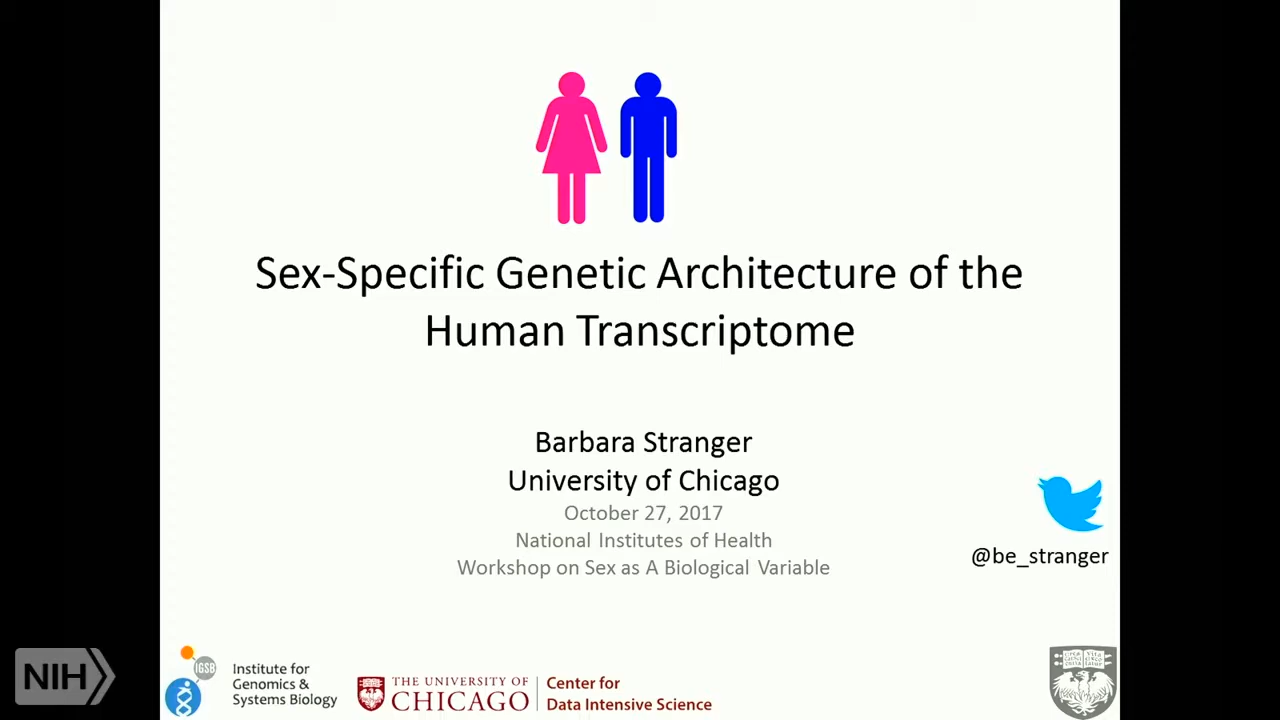 Sex-Specific Genetic Architecture of the
Human Transcriptome
Barbara Stranger
University of Chicago
October 27, 2017
National Institutes of Health
Workshop on Sex as A Biological Variable
@be_stranger
NIH
IGSB
Institute for
Genomics &
Systems Biology
THE UNIVERSITY OF
CHICAGO
Center for
Data Intensive Science